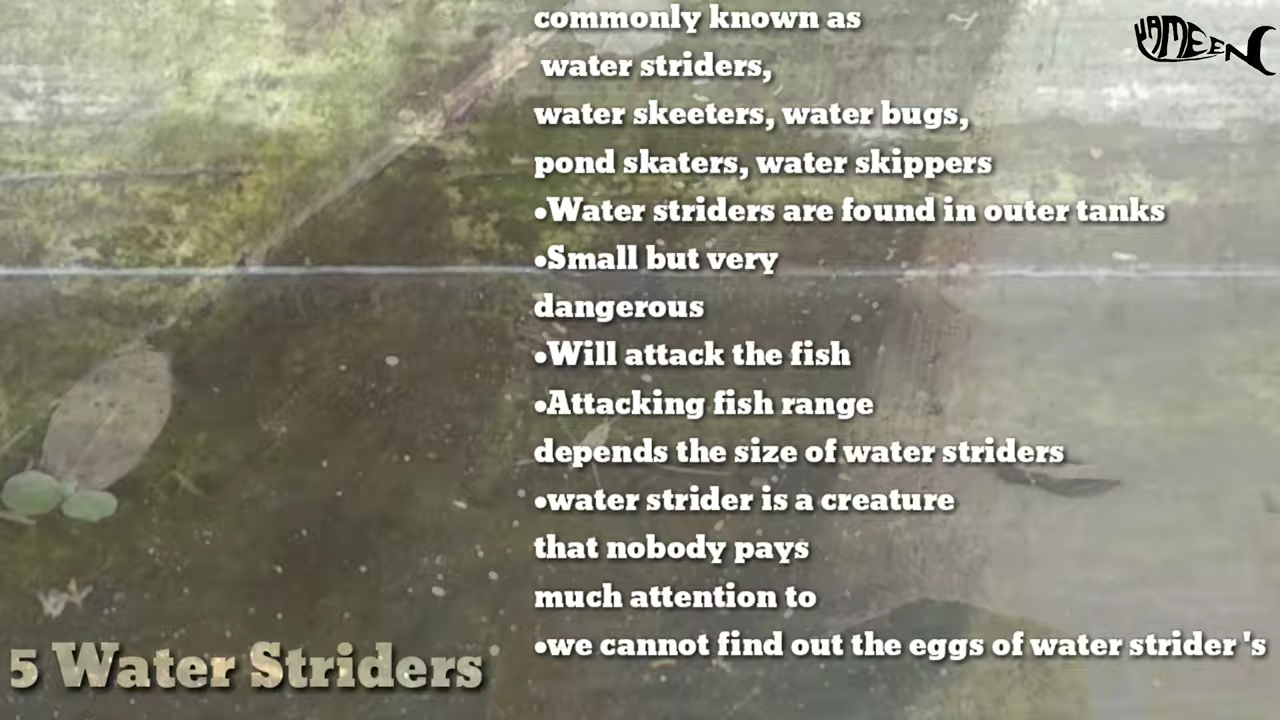 commonly known as
water striders,
water skeeters, water bugs,
pond skaters, water skippers
•Water striders are found in outer tanks
•Small but very
dangerous
•Will attack the fish
•Attacking fish range
depends the size of water striders
•water strider is a creature
that nobody pays
much attention to
•we cannot find out the eggs of water strider 's
5 Water Striders
YAMEEN